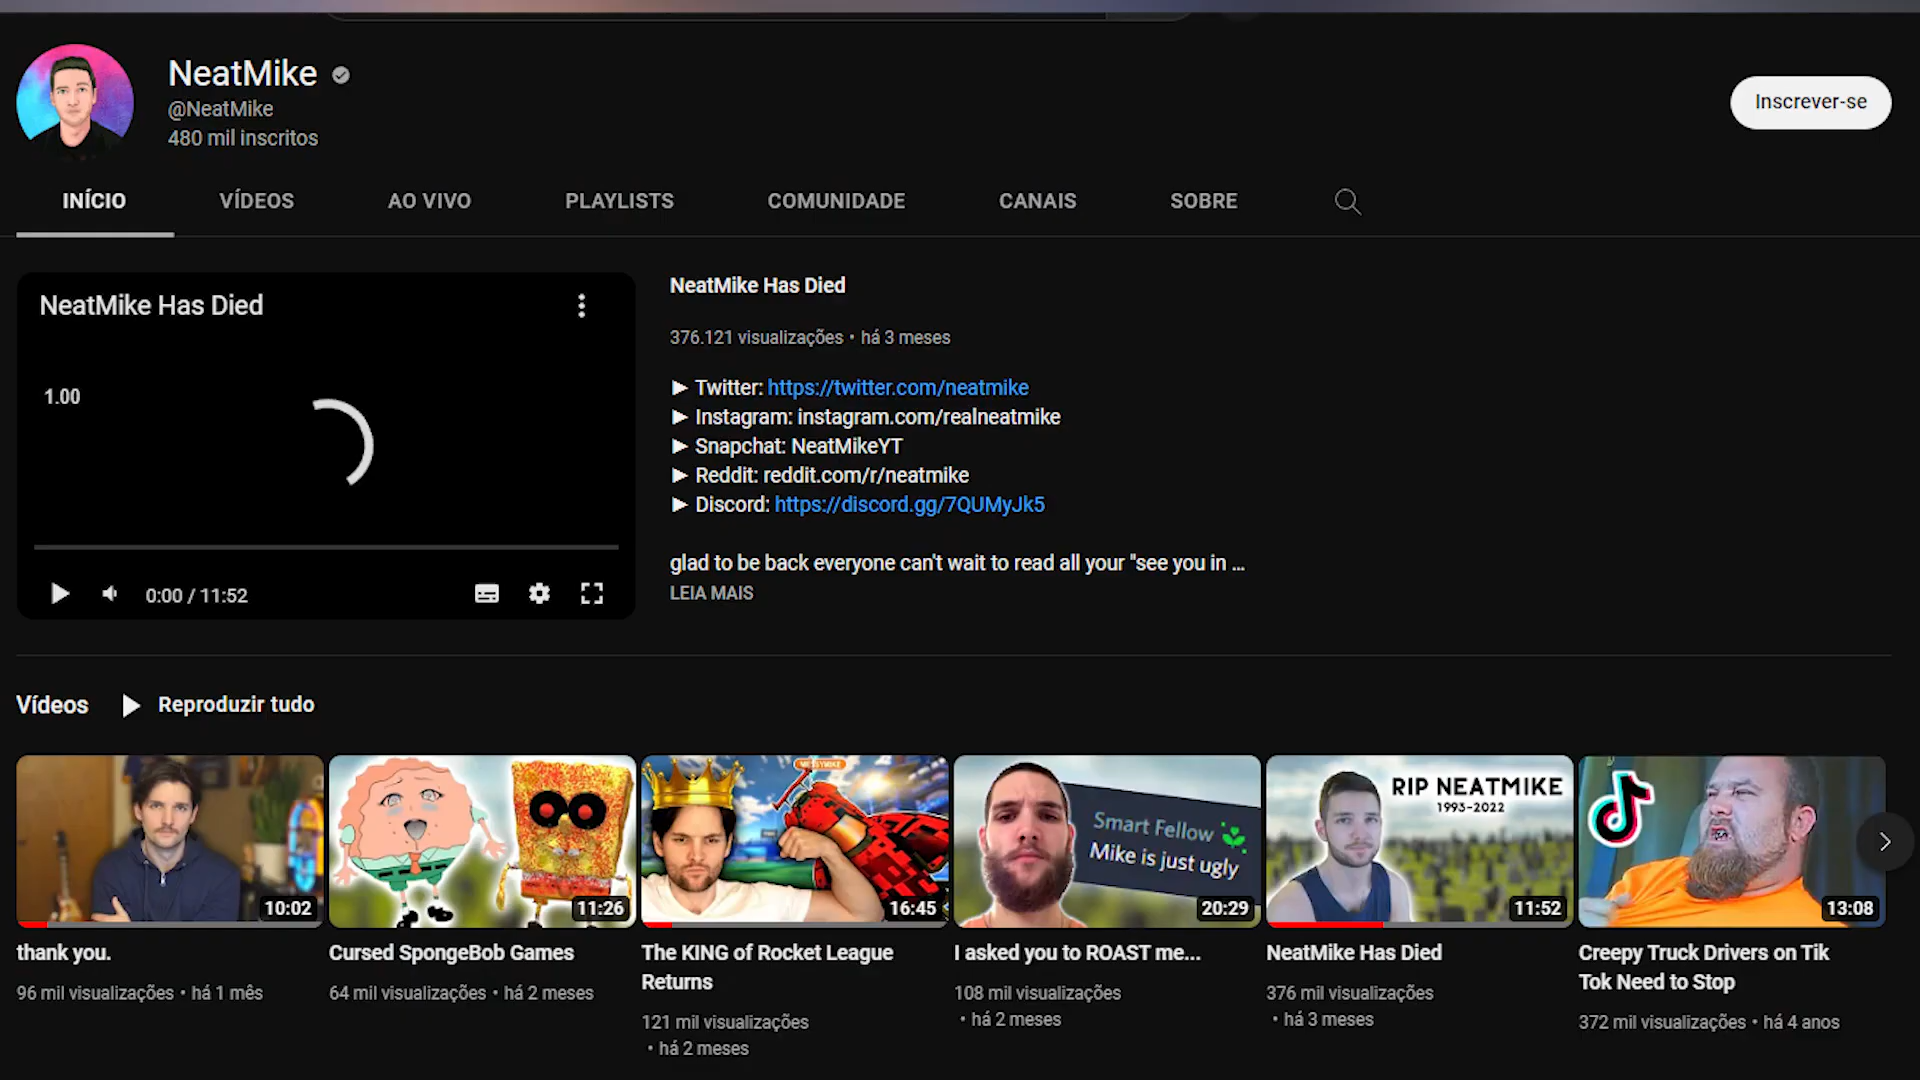 NeatMike
@NeatMike
480 mil inscritos
Inscrever-se
INÍCIO
VÍDEOS
AO VIVO
PLAYLISTS
COMUNIDADE
CANAIS
SOBRE
NeatMike Has Died
1.00
0:00 / 11:52
NeatMike Has Died
376.121 visualizações • há 3 meses
► Twitter: https://twitter.com/neatmike
► Instagram: instagram.com/realneatmike
► Snapchat: NeatMikeYT
► Reddit: reddit.com/r/neatmike
► Discord: https://discord.gg/7QUMyJk5
glad to be back everyone can't wait to read all your "see you in ...
LEIA MAIS
Vídeos
Reproduzir tudo
10:02
thank you.
96 mil visualizações • há 1 mês
11:26
Cursed SpongeBob Games
64 mil visualizações • há 2 meses
16:45
The KING of Rocket League
Returns
121 mil visualizações
• há 2 meses
Smart Fellow
Mike is just ugly
20:29
I asked you to ROAST me...
108 mil visualizações
• há 2 meses
RIP NEATMIKE
1993-2022
11:52
NeatMike Has Died
376 mil visualizações
• há 3 meses
13:08
Creepy Truck Drivers on Tik
Tok Need to Stop
372 mil visualizações • há 4 anos